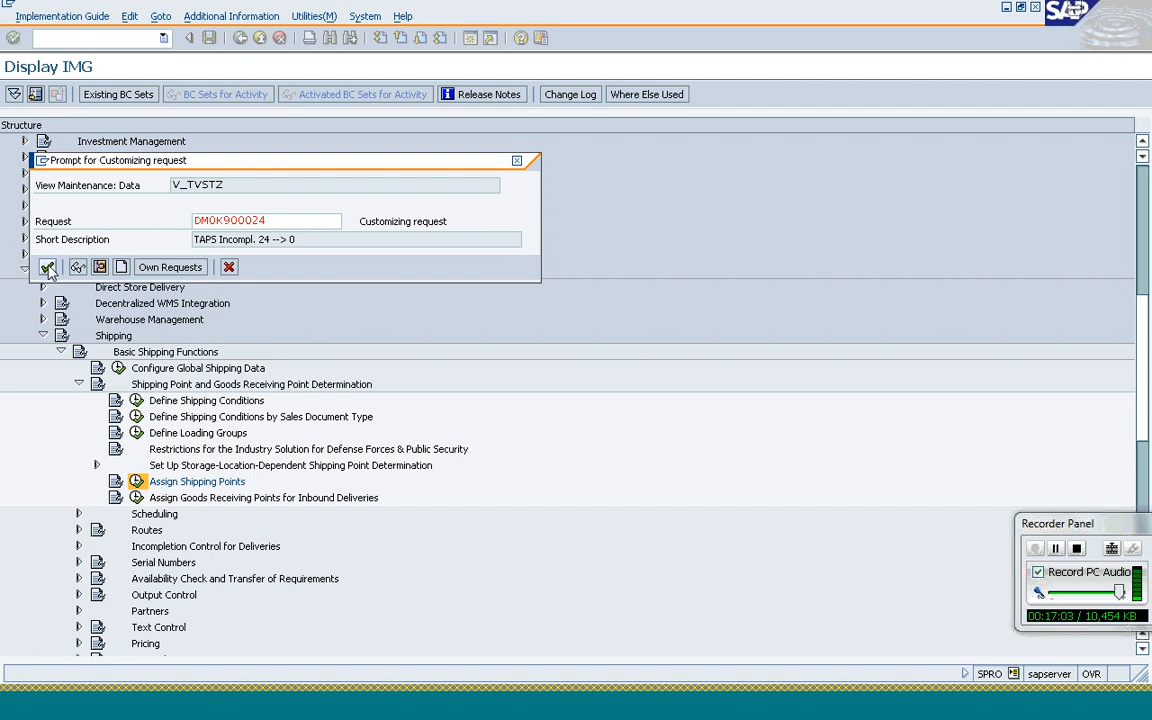 Implementation Guide Edit Goto Additional Information Utilities(M) System Help
SAP
Display IMG
Existing BC Sets BC Sets for Activity Activated BC Sets for Activity Release Notes Change Log Where Else Used
Structure
Investment Management
Prompt for Customizing request
View Maintenance: Data V_TVSTZ
Request DM0K900024 Customizing request
Short Description TAPS Incompl. 24 --> 0
Own Requests
Direct Store Delivery
Decentralized WMS Integration
Warehouse Management
Shipping
Basic Shipping Functions
Configure Global Shipping Data
Shipping Point and Goods Receiving Point Determination
Define Shipping Conditions
Define Shipping Conditions by Sales Document Type
Define Loading Groups
Restrictions for the Industry Solution for Defense Forces & Public Security
Set Up Storage-Location-Dependent Shipping Point Determination
Assign Shipping Points
Assign Goods Receiving Points for Inbound Deliveries
Scheduling
Routes
Incompletion Control for Deliveries
Serial Numbers
Availability Check and Transfer of Requirements
Output Control
Partners
Text Control
Pricing
Recorder Panel
Record PC Audio
00:17:03 / 10,454 KB
SPRO sapserver OVR